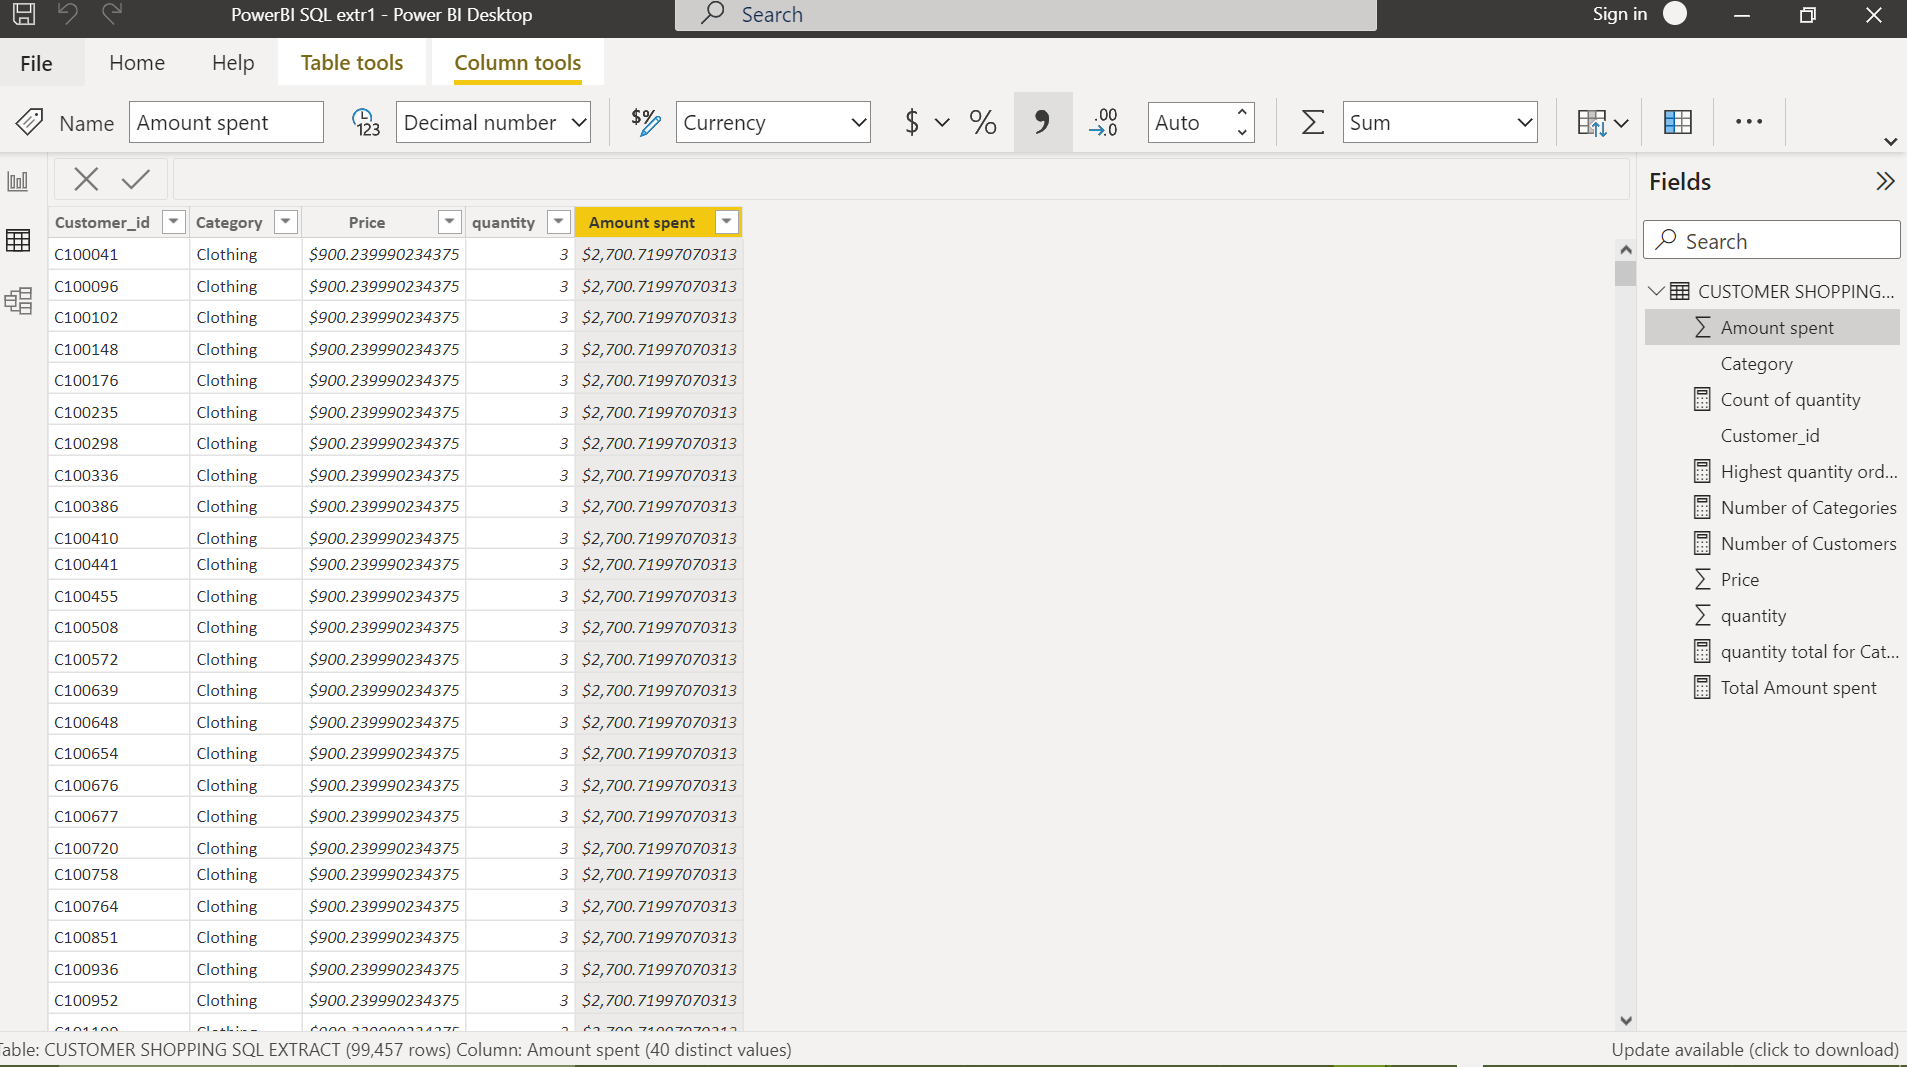 PowerBI SQL extr1 - Power BI Desktop
Search
Sign in
File
Home
Help
Table tools
Column tools
Name
Amount spent
123
Decimal number
$%
Currency
$
%
,
.00
.0
Auto
Σ
Sum
Fields
Search
CUSTOMER SHOPPING...
Amount spent
Category
Count of quantity
Customer_id
Highest quantity ord...
Number of Categories
Number of Customers
Price
quantity
quantity total for Cat...
Total Amount spent
Customer_id Category Price quantity Amount spent
C100041 Clothing $900.239990234375 3 $2,700.71997070313
C100096 Clothing $900.239990234375 3 $2,700.71997070313
C100102 Clothing $900.239990234375 3 $2,700.71997070313
C100148 Clothing $900.239990234375 3 $2,700.71997070313
C100176 Clothing $900.239990234375 3 $2,700.71997070313
C100235 Clothing $900.239990234375 3 $2,700.71997070313
C100298 Clothing $900.239990234375 3 $2,700.71997070313
C100336 Clothing $900.239990234375 3 $2,700.71997070313
C100386 Clothing $900.239990234375 3 $2,700.71997070313
C100410 Clothing $900.239990234375 3 $2,700.71997070313
C100441 Clothing $900.239990234375 3 $2,700.71997070313
C100455 Clothing $900.239990234375 3 $2,700.71997070313
C100508 Clothing $900.239990234375 3 $2,700.71997070313
C100572 Clothing $900.239990234375 3 $2,700.71997070313
C100639 Clothing $900.239990234375 3 $2,700.71997070313
C100648 Clothing $900.239990234375 3 $2,700.71997070313
C100654 Clothing $900.239990234375 3 $2,700.71997070313
C100676 Clothing $900.239990234375 3 $2,700.71997070313
C100677 Clothing $900.239990234375 3 $2,700.71997070313
C100720 Clothing $900.239990234375 3 $2,700.71997070313
C100758 Clothing $900.239990234375 3 $2,700.71997070313
C100764 Clothing $900.239990234375 3 $2,700.71997070313
C100851 Clothing $900.239990234375 3 $2,700.71997070313
C100936 Clothing $900.239990234375 3 $2,700.71997070313
C100952 Clothing $900.239990234375 3 $2,700.71997070313
Table: CUSTOMER SHOPPING SQL EXTRACT (99,457 rows) Column: Amount spent (40 distinct values)
Update available (click to download)